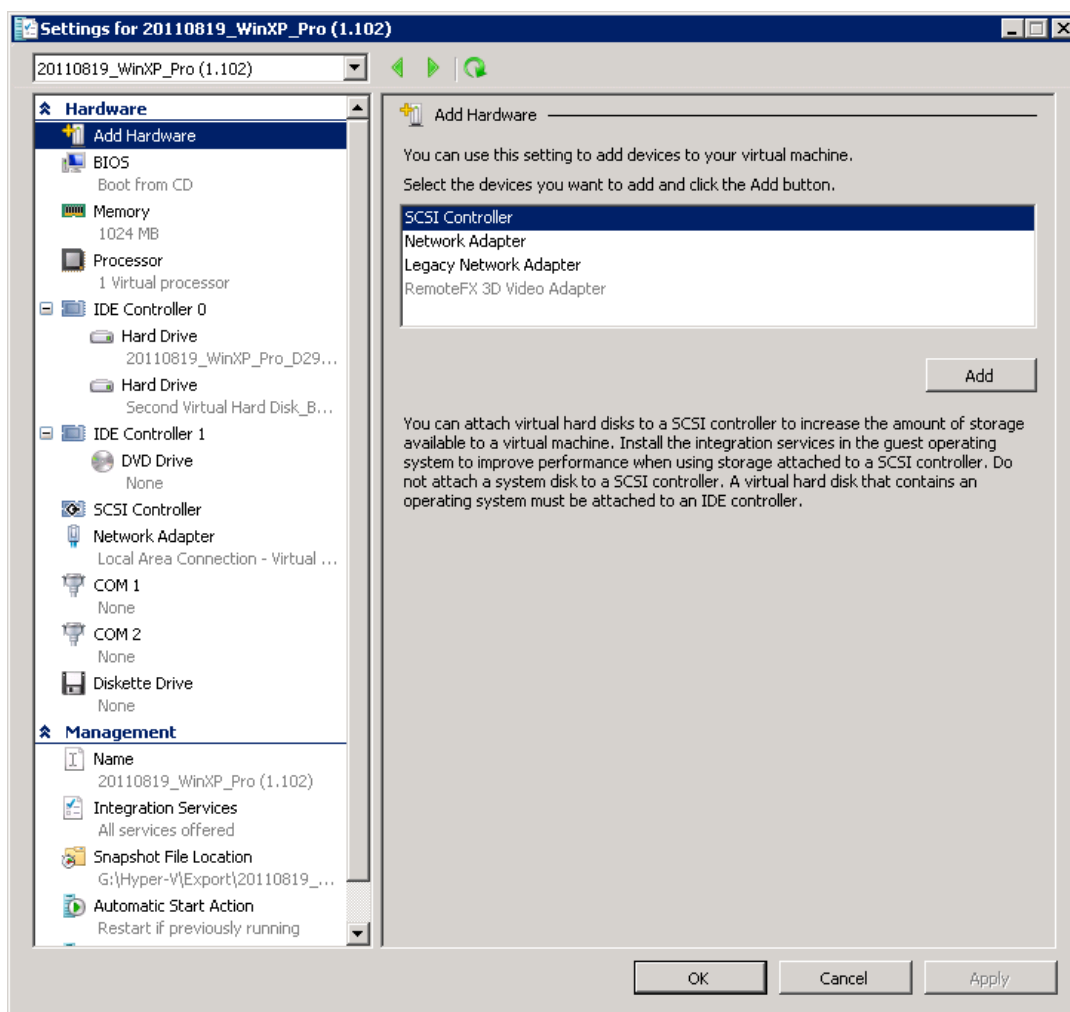 Settings for 20110819_WinXP_Pro (1.102)
20110819_WinXP_Pro (1.102)
Hardware
Add Hardware
BIOS
Boot from CD
Memory
1024 MB
Processor
1 Virtual processor
IDE Controller 0
Hard Drive
20110819_WinXP_Pro_D29...
Hard Drive
Second Virtual Hard Disk_B...
IDE Controller 1
DVD Drive
None
SCSI Controller
Network Adapter
Local Area Connection - Virtual ...
COM 1
None
COM 2
None
Diskette Drive
None
Management
Name
20110819_WinXP_Pro (1.102)
Integration Services
All services offered
Snapshot File Location
G:\Hyper-V\Export\20110819_...
Automatic Start Action
Restart if previously running
Add Hardware
You can use this setting to add devices to your virtual machine.
Select the devices you want to add and click the Add button.
SCSI Controller
Network Adapter
Legacy Network Adapter
RemoteFX 3D Video Adapter
Add
You can attach virtual hard disks to a SCSI controller to increase the amount of storage
available to a virtual machine. Install the integration services in the guest operating
system to improve performance when using storage attached to a SCSI controller. Do
not attach a system disk to a SCSI controller. A virtual hard disk that contains an
operating system must be attached to an IDE controller.
OK
Cancel
Apply